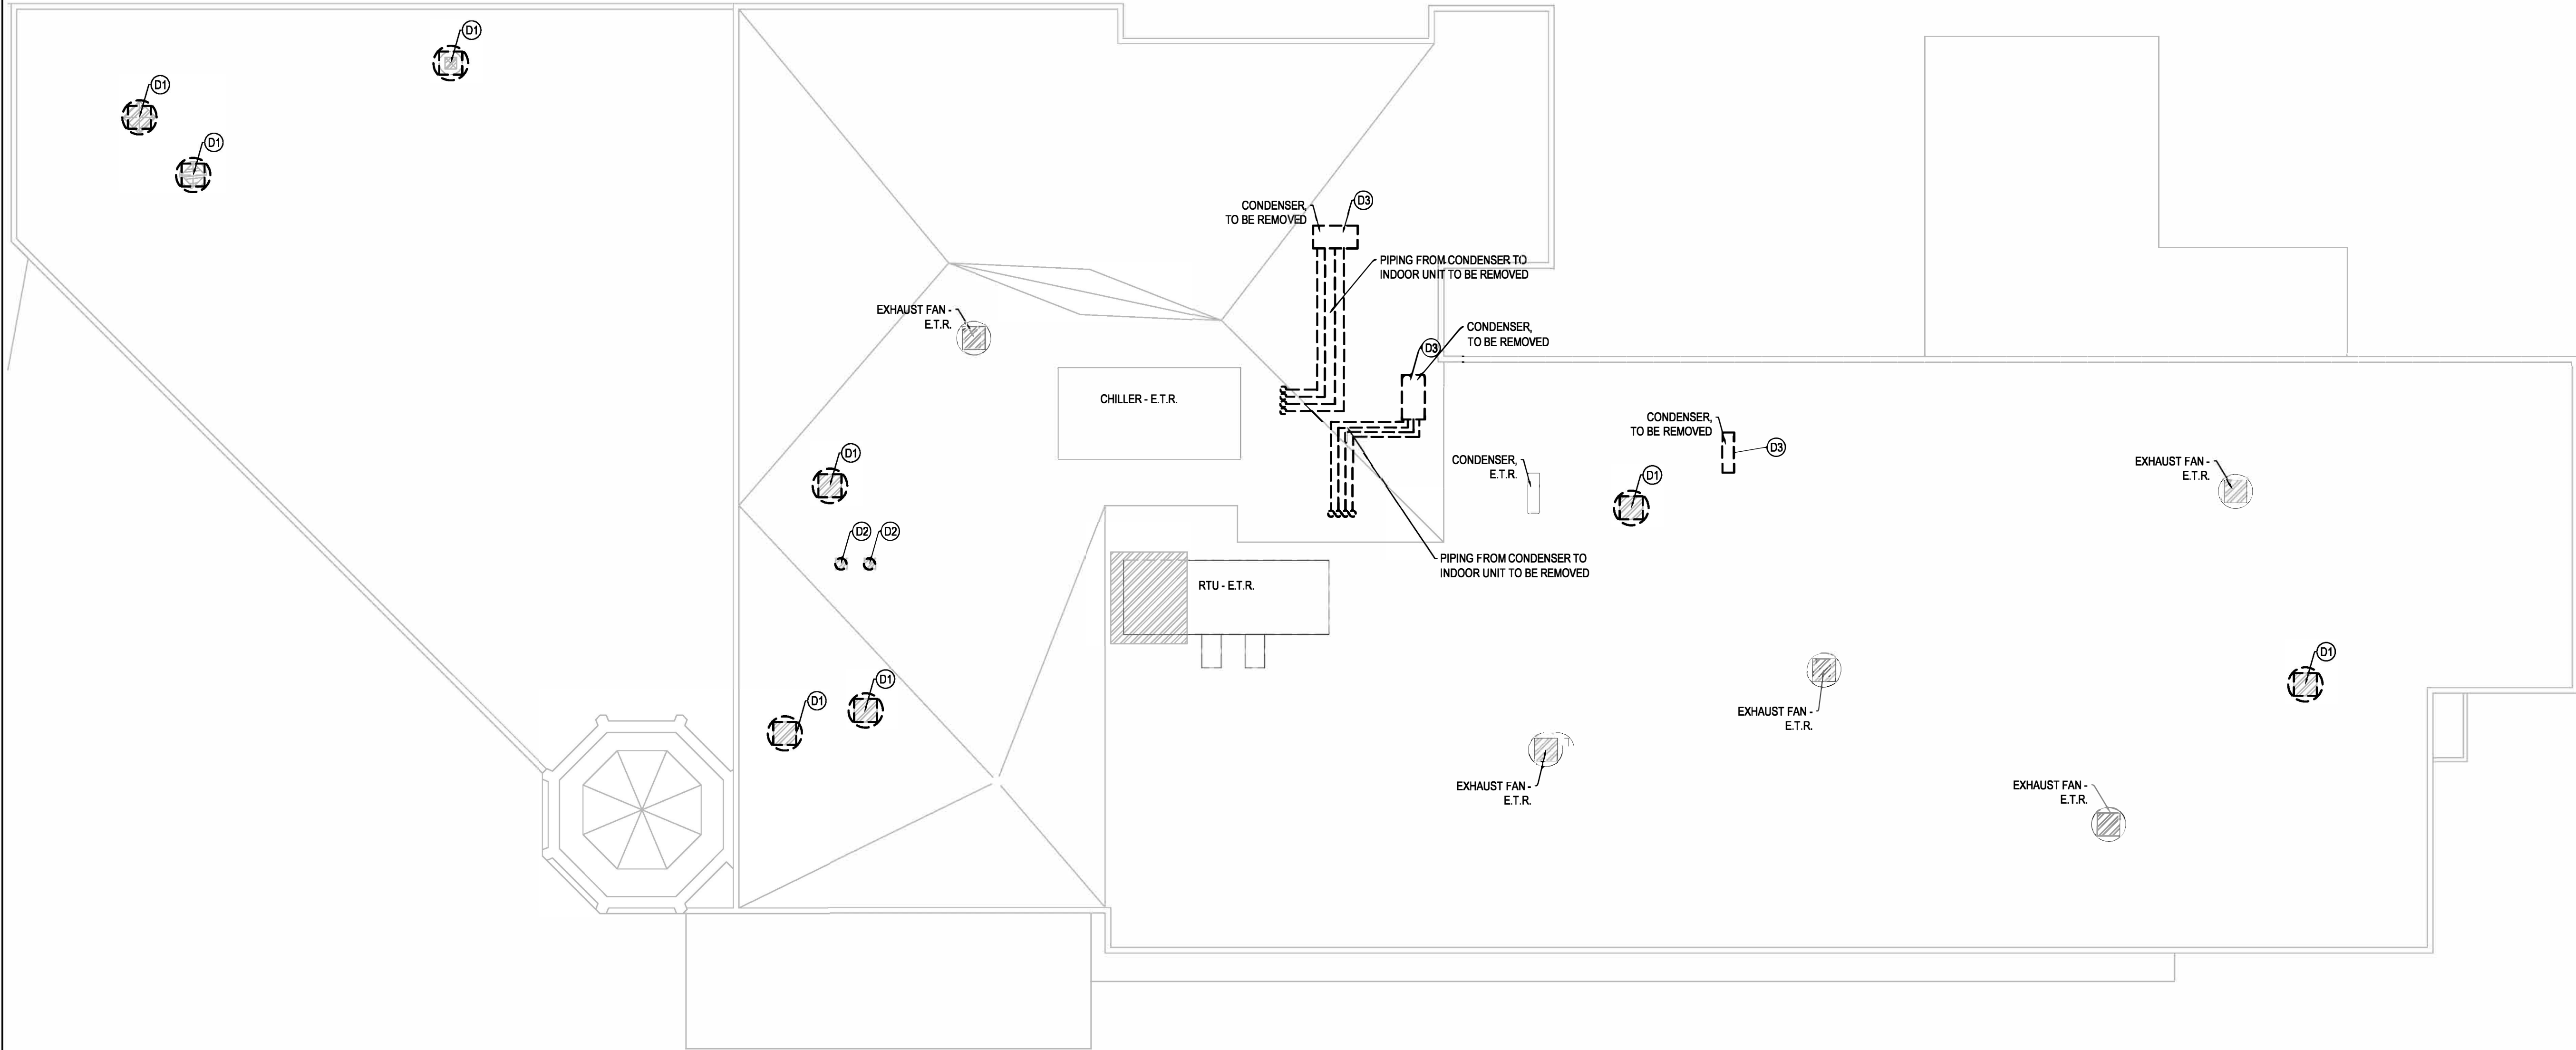 D1
D1
D1
CONDENSER,
TO BE REMOVED
D3
PIPING FROM CONDENSER TO
INDOOR UNIT TO BE REMOVED
EXHAUST FAN -
E.T.R.
CONDENSER,
TO BE REMOVED
D3
CHILLER - E.T.R.
CONDENSER,
TO BE REMOVED
D3
D1
CONDENSER,
E.T.R.
D1
EXHAUST FAN -
E.T.R.
D2
D2
PIPING FROM CONDENSER TO
INDOOR UNIT TO BE REMOVED
RTU - E.T.R.
D1
D1
D1
EXHAUST FAN -
E.T.R.
EXHAUST FAN -
E.T.R.
EXHAUST FAN -
E.T.R.